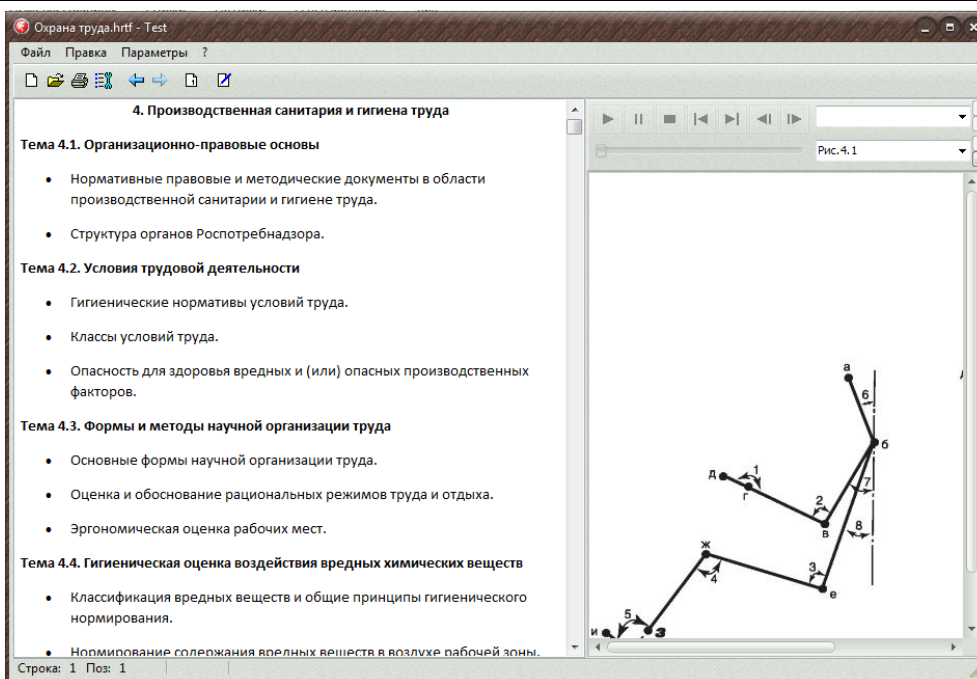 Охрана труда.hrtf - Test
Файл Правка Параметры ?
4. Производственная санитария и гигиена труда
Тема 4.1. Организационно-правовые основы
• Нормативные правовые и методические документы в области
производственной санитарии и гигиене труда.
• Структура органов Роспотребнадзора.
Тема 4.2. Условия трудовой деятельности
• Гигиенические нормативы условий труда.
• Классы условий труда.
• Опасность для здоровья вредных и (или) опасных производственных
факторов.
Тема 4.3. Формы и методы научной организации труда
• Основные формы научной организации труда.
• Оценка и обоснование рациональных режимов труда и отдыха.
• Эргономическая оценка рабочих мест.
Тема 4.4. Гигиеническая оценка воздействия вредных химических веществ
• Классификация вредных веществ и общие принципы гигиенического
нормирования.
• Нормирование содержания вредных веществ в воздухе рабочей зоны.
Строка: 1 Поз: 1
Рис.4.1
а
6
б
д
1
г
7
2
в
8
ж
3
4
е
5
и
з